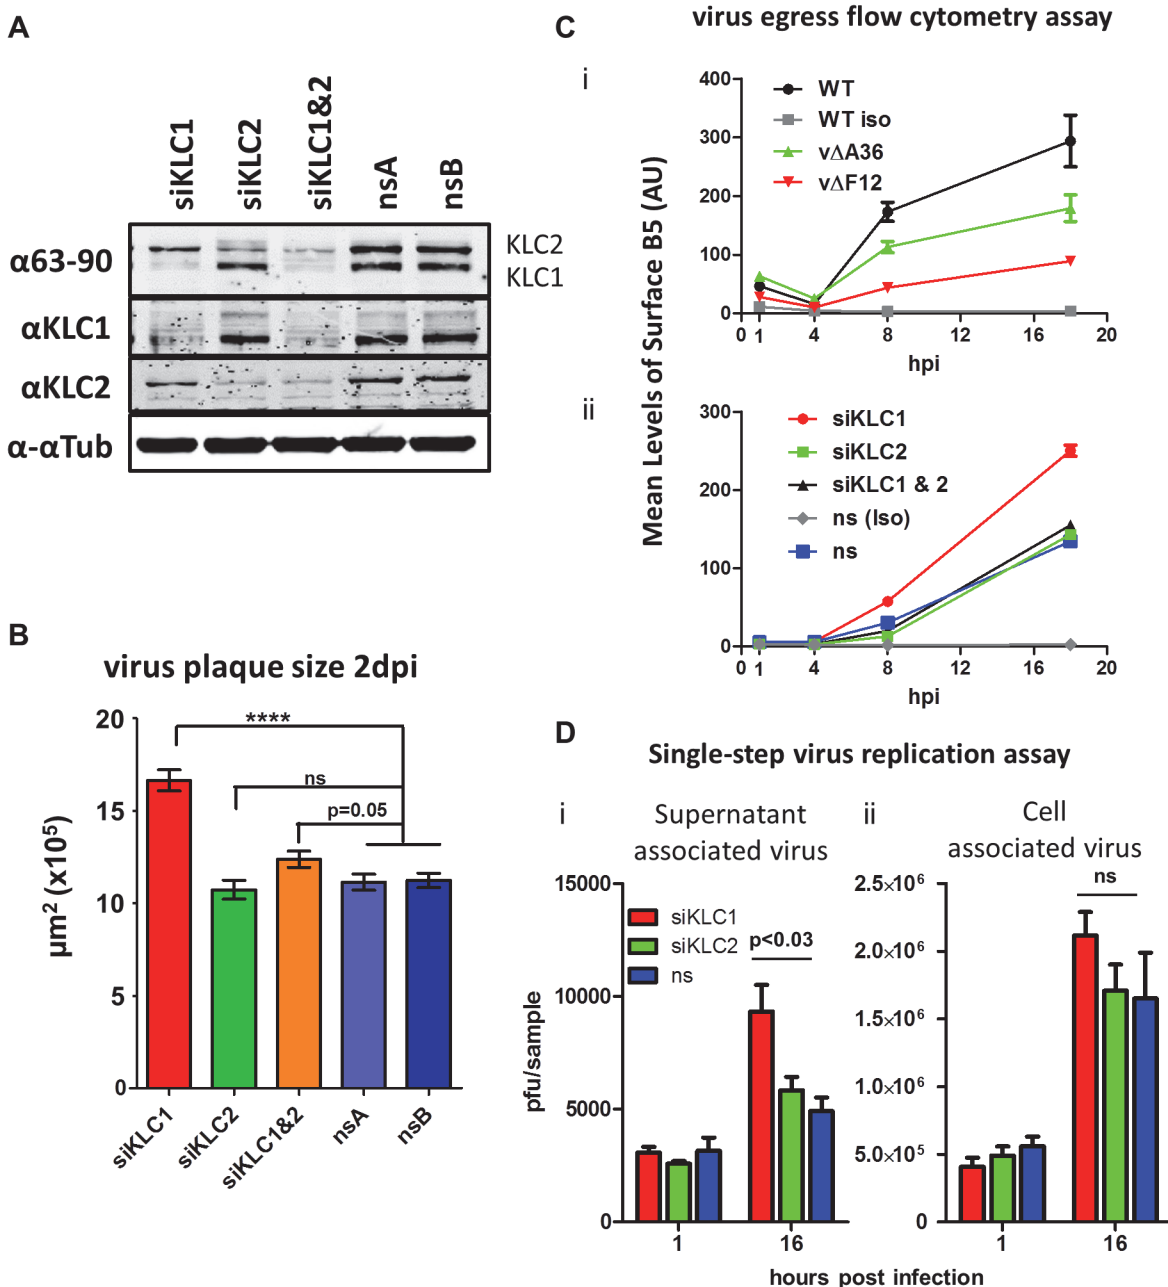 A
siKLC1
siKLC2
siKLC1&2
nsA
nsB
α63-90
KLC2
KLC1
αKLC1
αKLC2
α-αTub
B
virus plaque size 2dpi
µm² (x10⁵)
20
15
10
5
0
****
ns
p=0.05
siKLC1
siKLC2
siKLC1&2
nsA
nsB
C
virus egress flow cytometry assay
Mean Levels of Surface B5 (AU)
i
400
300
200
100
0
WT
WT iso
vΔA36
vΔF12
0 1 4 8 12 16 20
hpi
ii
300
200
100
0
siKLC1
siKLC2
siKLC1 & 2
ns (Iso)
ns
0 1 4 8 12 16 20
hpi
D
Single-step virus replication assay
i
Supernatant
associated virus
pfu/sample
15000
10000
5000
0
siKLC1
siKLC2
ns
p<0.03
1 16
ii
Cell
associated virus
ns
2.5×10⁶
2.0×10⁶
1.5×10⁶
1.0×10⁶
5.0×10⁵
0
1 16
hours post infection